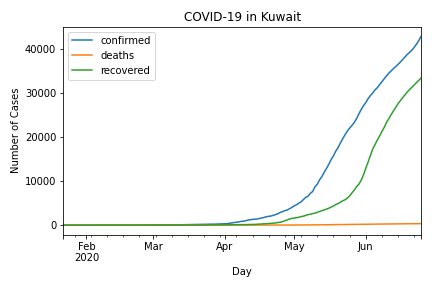 COVID-19 in Kuwait
confirmed
deaths
recovered
Number of Cases
40000
30000
20000
10000
0
Feb Mar Apr May Jun
2020
Day